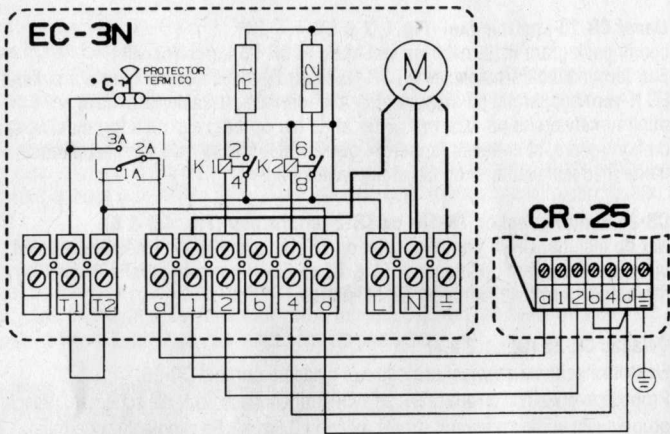 EC-3N
C
PROTECTOR
TERMICO
R1
R2
3A
2A
1A
K
2
4
K2
6
8
CR-25
T1 T2
a 1 2 b 4 d
L N
a 1 2 b 4 d